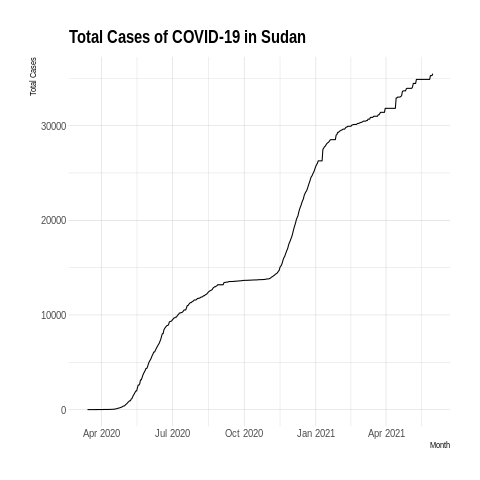 Total Cases of COVID-19 in Sudan
Total Cases
30000
20000
10000
0
Apr 2020 Jul 2020 Oct 2020 Jan 2021 Apr 2021
Month